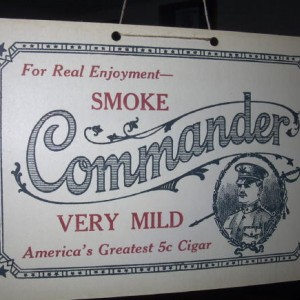 For Real Enjoyment—
SMOKE
Commander
VERY MILD
America's Greatest 5c Cigar